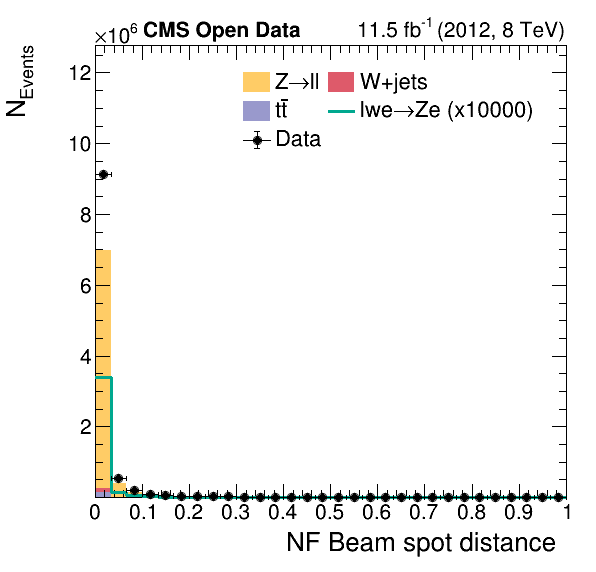 ×10⁶ CMS Open Data 11.5 fb⁻¹ (2012, 8 TeV)
N_Events
12
10
8
6
4
2
Z→ll W+jets
tt̄ lwe→Ze (x10000)
Data
0 0.1 0.2 0.3 0.4 0.5 0.6 0.7 0.8 0.9 1
NF Beam spot distance